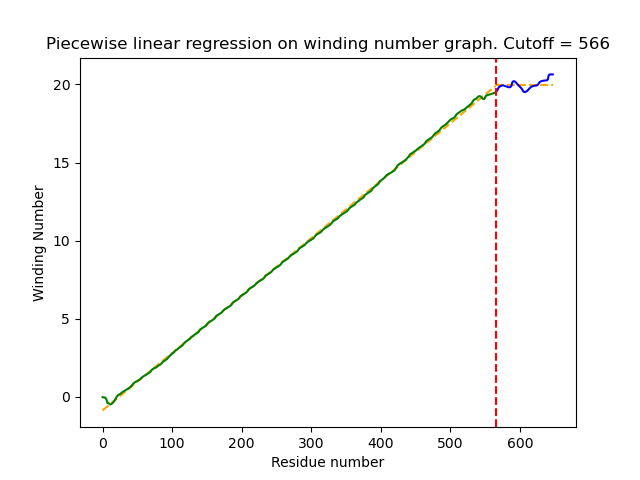 Piecewise linear regression on winding number graph. Cutoff = 566
20
15
10
5
0
Winding Number
0 100 200 300 400 500 600
Residue number